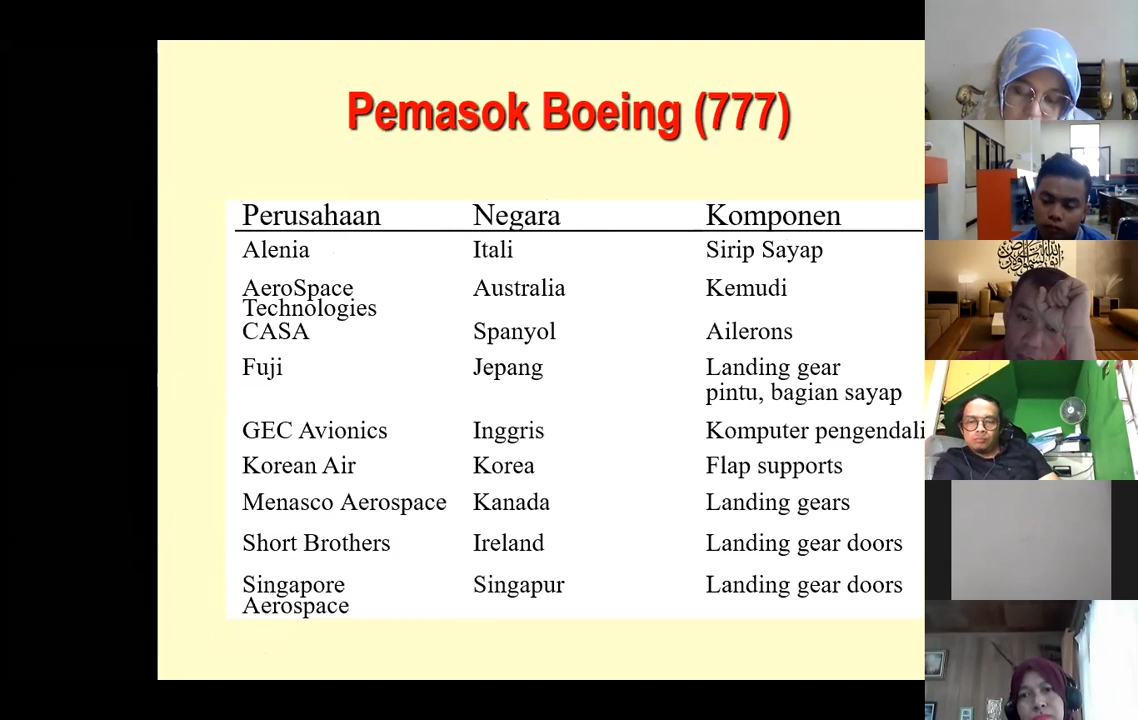 Pemasok Boeing (777)
Perusahaan Negara Komponen
Alenia Itali Sirip Sayap
AeroSpace Technologies Australia Kemudi
CASA Spanyol Ailerons
Fuji Jepang Landing gear
pintu, bagian sayap
GEC Avionics Inggris Komputer pengendali
Korean Air Korea Flap supports
Menasco Aerospace Kanada Landing gears
Short Brothers Ireland Landing gear doors
Singapore Aerospace Singapur Landing gear doors